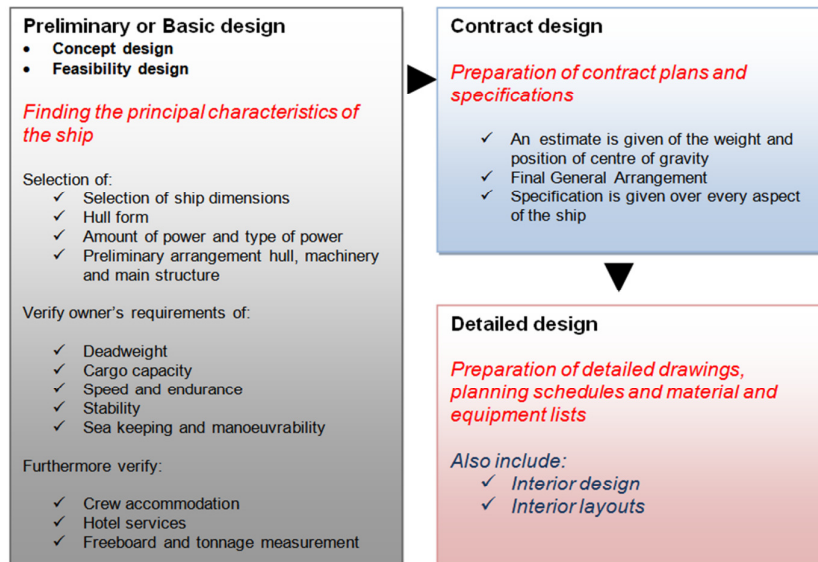 Preliminary or Basic design
• Concept design
• Feasibility design
Finding the principal characteristics of
the ship
Selection of:
✓ Selection of ship dimensions
✓ Hull form
✓ Amount of power and type of power
✓ Preliminary arrangement hull, machinery
and main structure
Verify owner's requirements of:
✓ Deadweight
✓ Cargo capacity
✓ Speed and endurance
✓ Stability
✓ Sea keeping and manoeuvrability
Furthermore verify:
✓ Crew accommodation
✓ Hotel services
✓ Freeboard and tonnage measurement
Contract design
Preparation of contract plans and
specifications
✓ An estimate is given of the weight and
position of centre of gravity
✓ Final General Arrangement
✓ Specification is given over every aspect
of the ship
Detailed design
Preparation of detailed drawings,
planning schedules and material and
equipment lists
Also include:
✓ Interior design
✓ Interior layouts